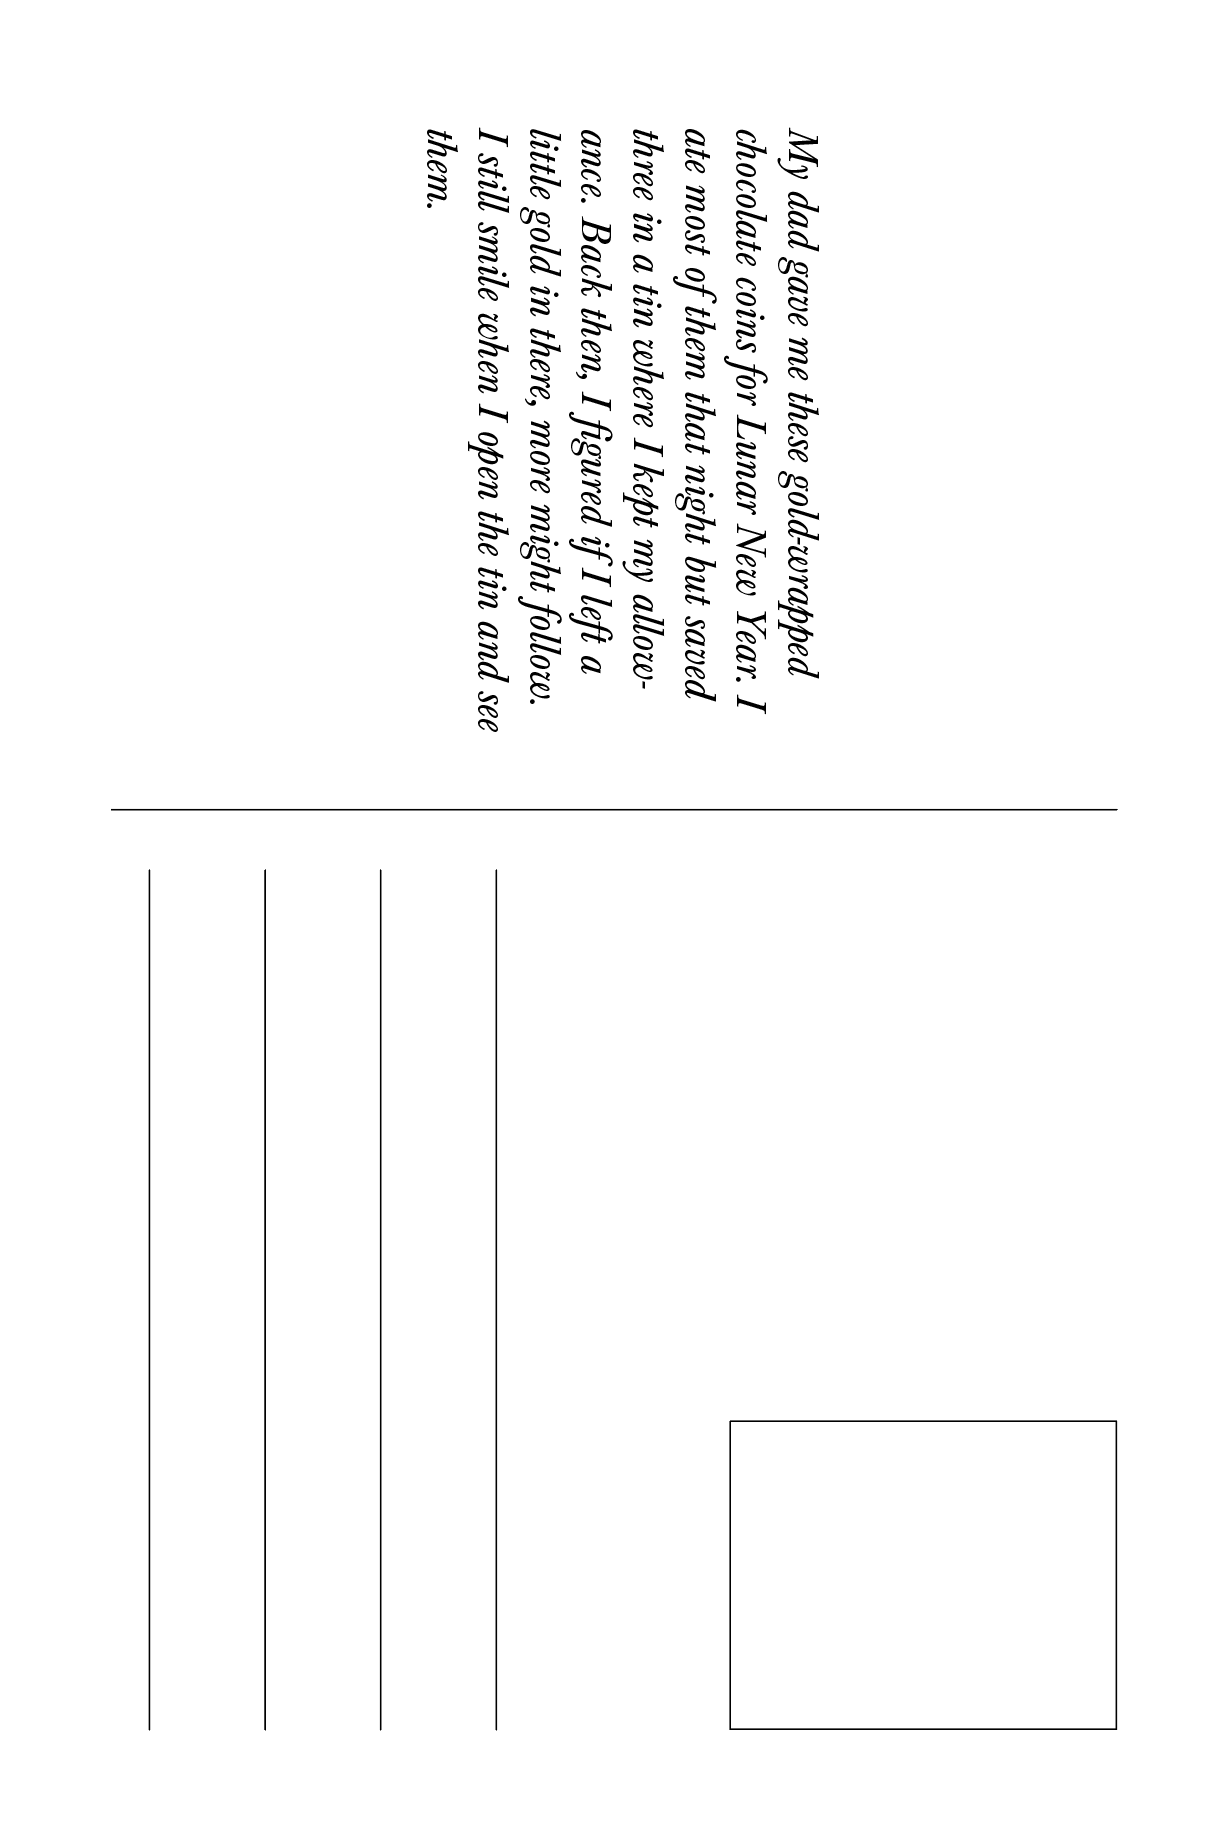 My dad gave me these gold-wrapped
chocolate coins for Lunar New Year. I
ate most of them that night but saved
three in a tin where I kept my allow-
ance. Back then, I figured if I left a
little gold in there, more might follow.
I still smile when I open the tin and see
them.